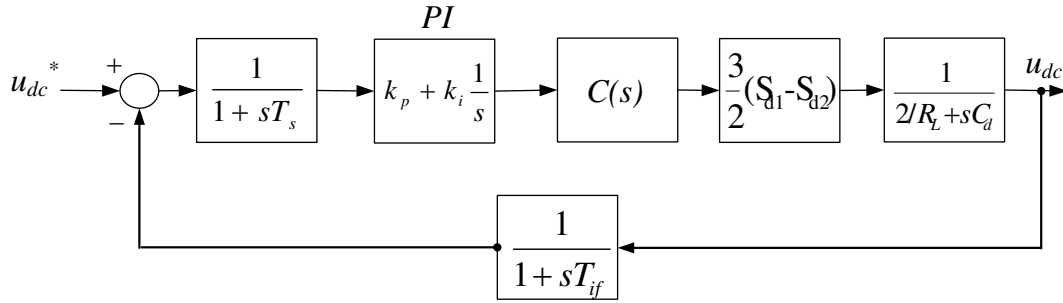 PI
u_dc*
+
−
1 / (1 + sT_s)
k_p + k_i 1/s
C(s)
3/2 (S_d1-S_d2)
1 / (2/R_L+sC_d)
u_dc
1 / (1 + sT_if)